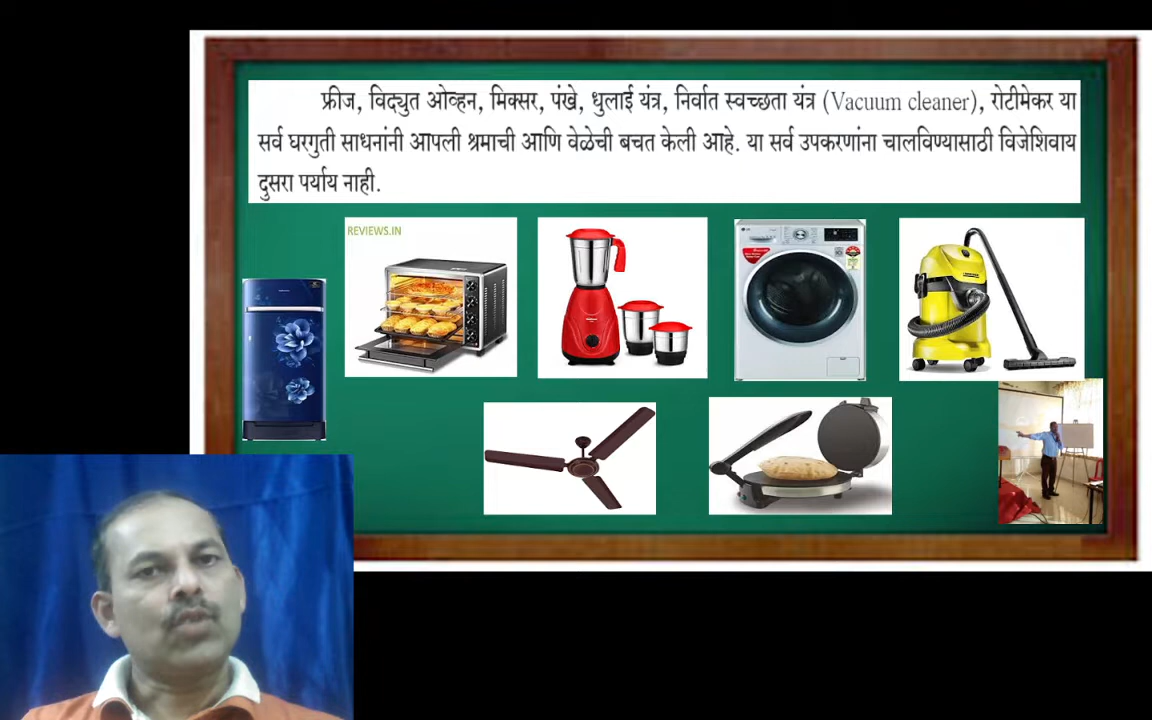 फ्रीज, विद्युत ओव्हन, मिक्सर, पंखे, धुलाई यंत्र, निर्वात स्वच्छता यंत्र (Vacuum cleaner), रोटीमेकर या
सर्व घरगुती साधनांनी आपली श्रमाची आणि वेळेची बचत केली आहे. या सर्व उपकरणांना चालविण्यासाठी विजेशिवाय
दुसरा पर्याय नाही.
REVIEWS.IN
LG